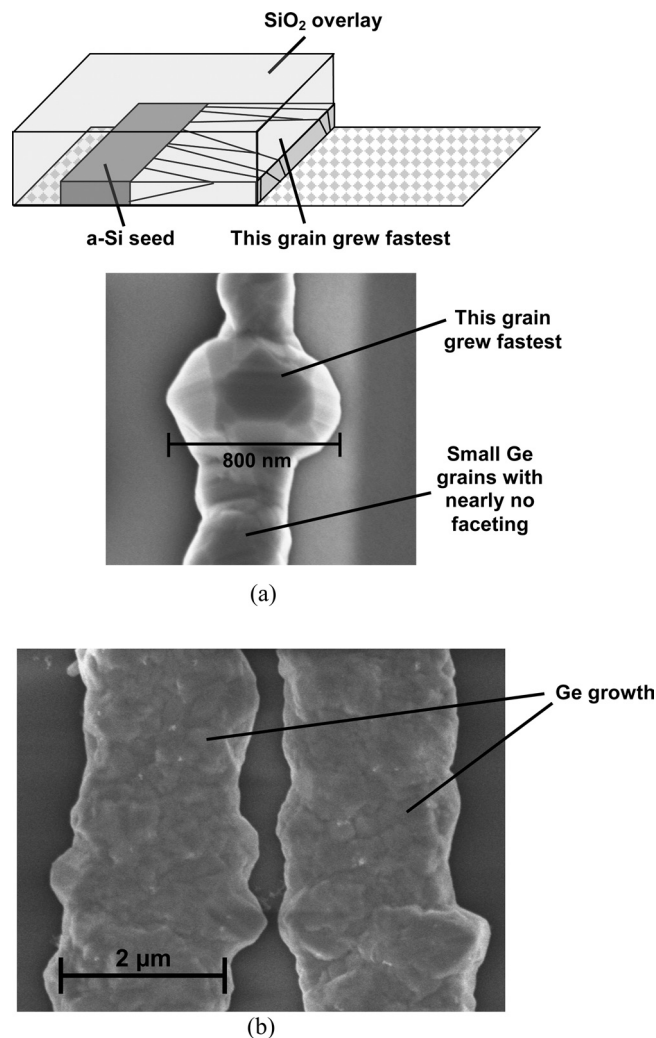 SiO₂ overlay
a-Si seed
This grain grew fastest
This grain
grew fastest
800 nm
Small Ge
grains with
nearly no
faceting
(a)
Ge growth
2 µm
(b)